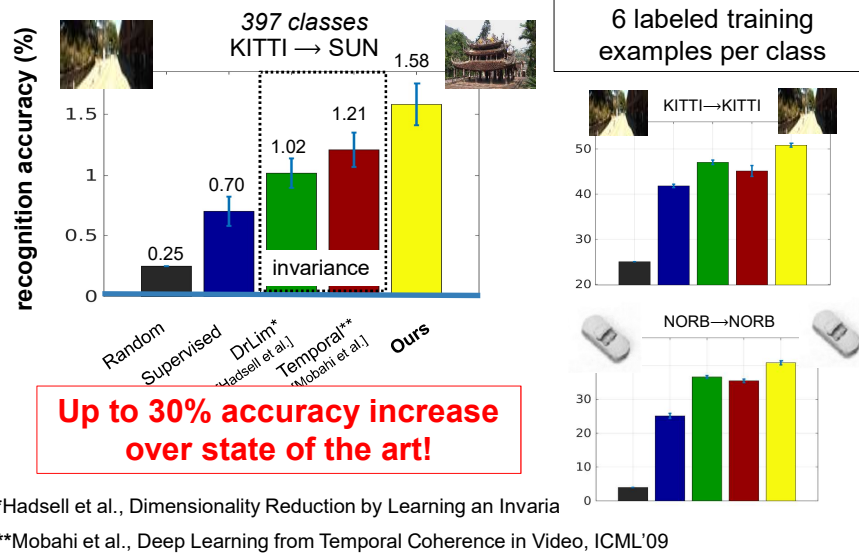 397 classes
KITTI → SUN
6 labeled training
examples per class
recognition accuracy (%)
1.5
1
0.5
0
0.25
0.70
1.02
1.21
1.58
invariance
Random
Supervised
DrLim*
[Hadsell et al.]
Temporal**
[Mobahi et al.]
Ours
KITTI→KITTI
50
40
30
20
NORB→NORB
30
20
10
0
Up to 30% accuracy increase
over state of the art!
*Hadsell et al., Dimensionality Reduction by Learning an Invaria
**Mobahi et al., Deep Learning from Temporal Coherence in Video, ICML'09